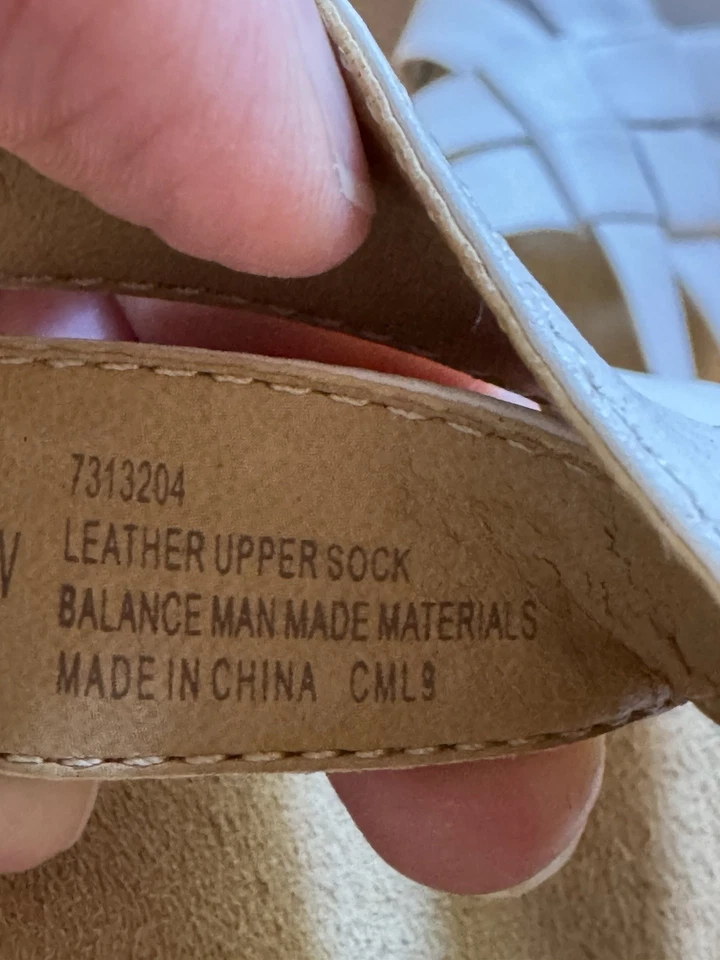 7313204
W
LEATHER UPPER SOCK
BALANCE MAN MADE MATERIALS
MADE IN CHINA CML9